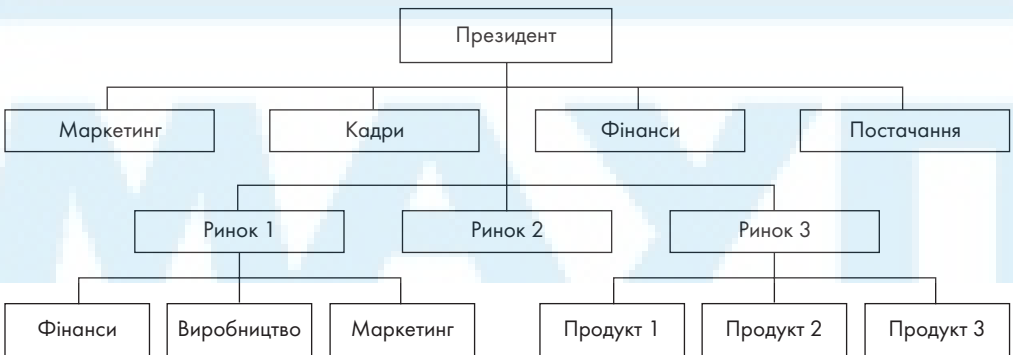 Президент
Маркетинг Кадри Фінанси Постачання
Ринок 1 Ринок 2 Ринок 3
Фінанси Виробництво Маркетинг Продукт 1 Продукт 2 Продукт 3
МАУП